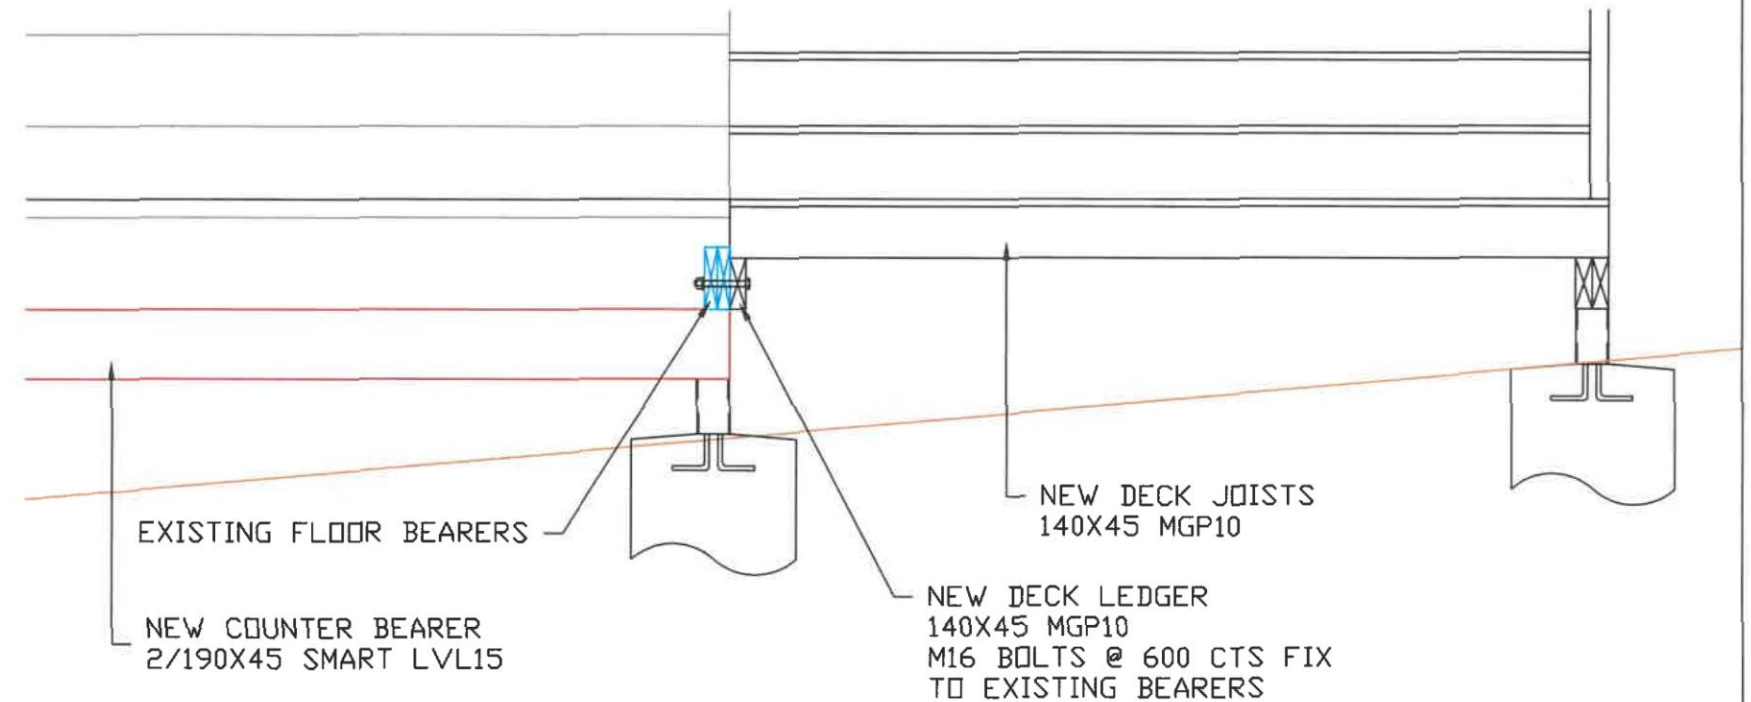 EXISTING FLOOR BEARERS
NEW COUNTER BEARER
2/190X45 SMART LVL15
NEW DECK JOISTS
140X45 MGP10
NEW DECK LEDGER
140X45 MGP10
M16 BOLTS @ 600 CTS FIX
TO EXISTING BEARERS